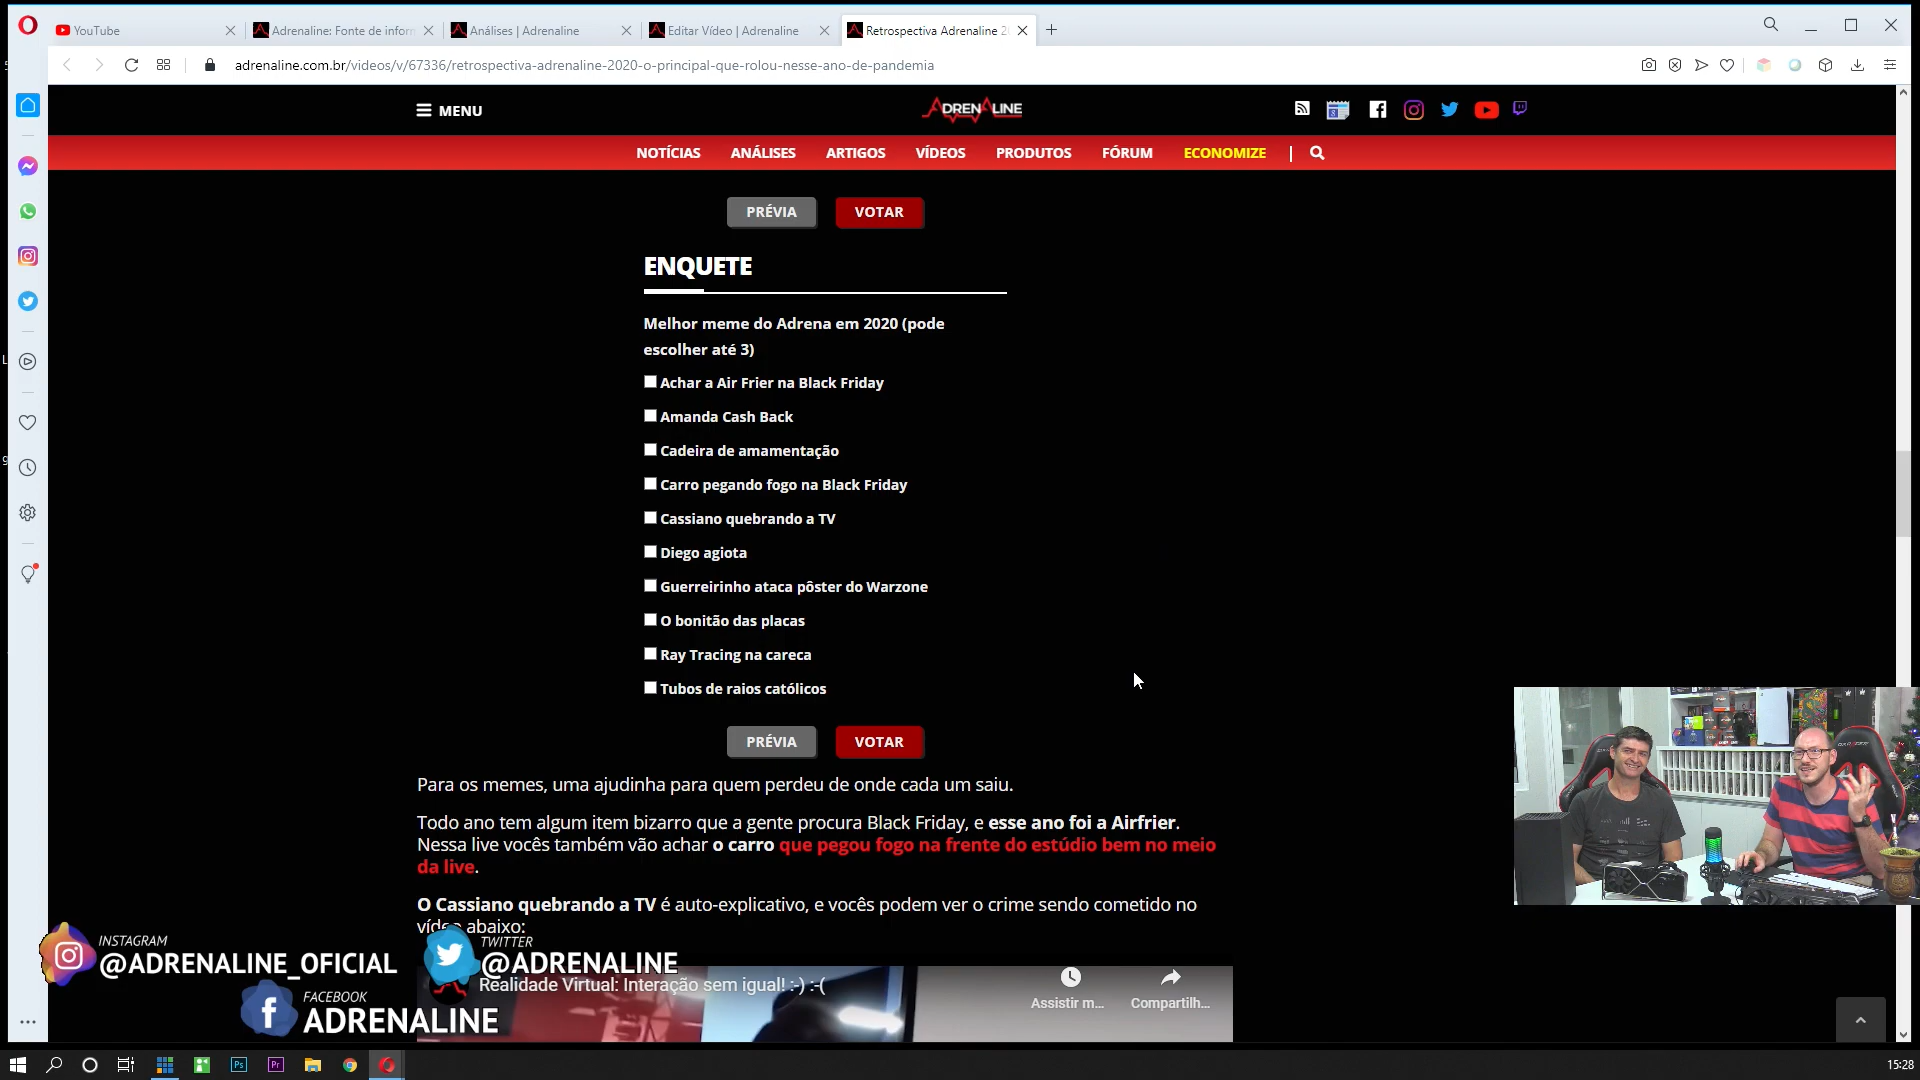 YouTube
Adrenaline: Fonte de inforn
Análises | Adrenaline
Editar Vídeo | Adrenaline
Retrospectiva Adrenaline 2
adrenaline.com.br/videos/v/67336/retrospectiva-adrenaline-2020-o-principal-que-rolou-nesse-ano-de-pandemia
MENU
ADRENALINE
NOTÍCIAS ANÁLISES ARTIGOS VÍDEOS PRODUTOS FÓRUM ECONOMIZE |
PRÉVIA VOTAR
ENQUETE
Melhor meme do Adrena em 2020 (pode
escolher até 3)
Achar a Air Frier na Black Friday
Amanda Cash Back
Cadeira de amamentação
Carro pegando fogo na Black Friday
Cassiano quebrando a TV
Diego agiota
Guerreirinho ataca pôster do Warzone
O bonitão das placas
Ray Tracing na careca
Tubos de raios católicos
PRÉVIA VOTAR
Para os memes, uma ajudinha para quem perdeu de onde cada um saiu.
Todo ano tem algum item bizarro que a gente procura Black Friday, e esse ano foi a Airfrier.
Nessa live vocês também vão achar o carro que pegou fogo na frente do estúdio bem no meio
da live.
O Cassiano quebrando a TV é auto-explicativo, e vocês podem ver o crime sendo cometido no
vídeo abaixo:
Realidade Virtual: Interação sem igual! :-) :-(
Assistir m...
Compartilh...
INSTAGRAM
@ADRENALINE_OFICIAL
TWITTER
@ADRENALINE
FACEBOOK
ADRENALINE
Ps
Pr
15:28